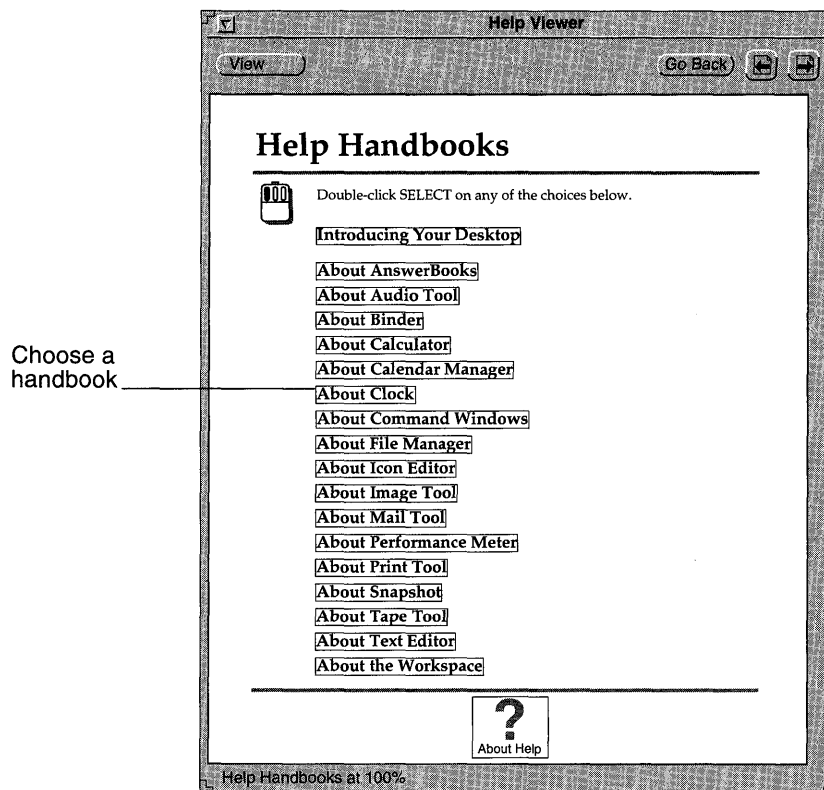 Help Viewer
View
Go Back
Help Handbooks
Double-click SELECT on any of the choices below.
Introducing Your Desktop
About AnswerBooks
About Audio Tool
About Binder
About Calculator
About Calendar Manager
Choose a
handbook
About Clock
About Command Windows
About File Manager
About Icon Editor
About Image Tool
About Mail Tool
About Performance Meter
About Print Tool
About Snapshot
About Tape Tool
About Text Editor
About the Workspace
?
About Help
Help Handbooks at 100%